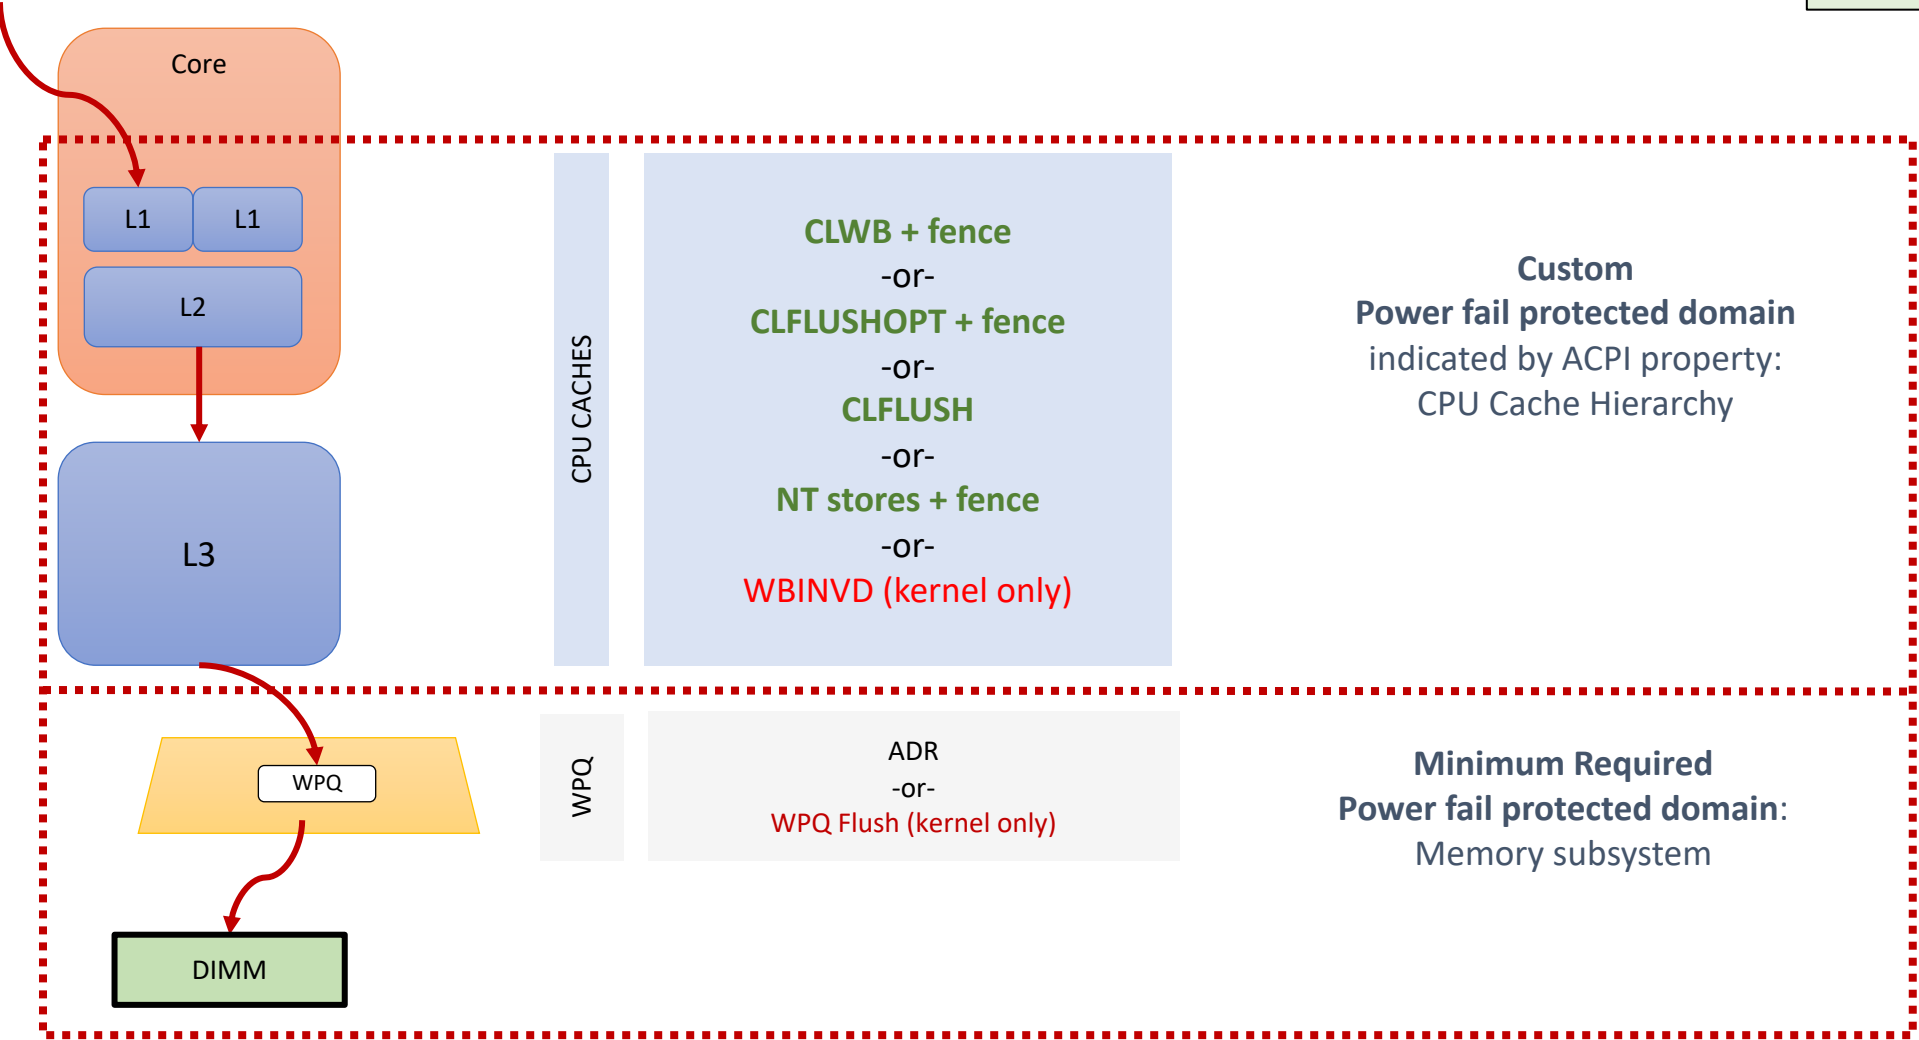 Core
L1
L1
L2
L3
CPU CACHES
CLWB + fence
-or-
CLFLUSHOPT + fence
-or-
CLFLUSH
-or-
NT stores + fence
-or-
WBINVD (kernel only)
Custom
Power fail protected domain
indicated by ACPI property:
CPU Cache Hierarchy
WPQ
DIMM
WPQ
ADR
-or-
WPQ Flush (kernel only)
Minimum Required
Power fail protected domain:
Memory subsystem